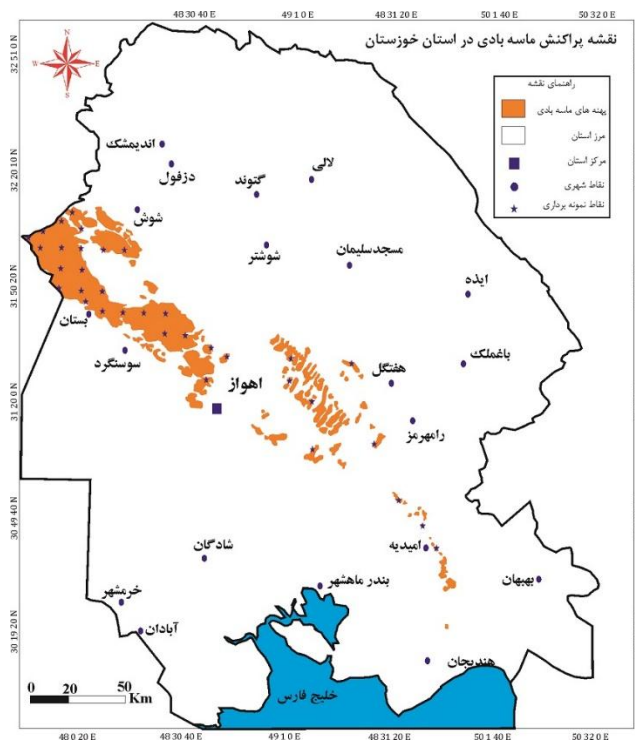 48 30 40 E
49 1 0 E
48 31 20 E
50 1 40 E
50 32 0 E
نقشه پراکنش ماسه بادی در استان خوزستان
راهنمای نقشه
پهنه های ماسه بادی
مرز استان
مرکز استان
نقاط شهری
نقاط نمونه برداری
N
W
E
S
32 51 0 N
32 20 10 N
31 50 20 N
31 20 0 N
30 49 40 N
30 19 20 N
اندیمشک
دزفول
لالی
گتوند
شوش
شوشتر
مسجدسلیمان
ایذه
بستان
سوسنگرد
اهواز
هفتگل
باغملک
رامهرمز
شادگان
امیدیه
بهبهان
بندر ماهشهر
خرمشهر
آبادان
هندیجان
خلیج فارس
0 20 50
Km
48 0 20 E
48 30 40 E
49 1 0 E
48 31 20 E
50 1 40 E
50 32 0 E